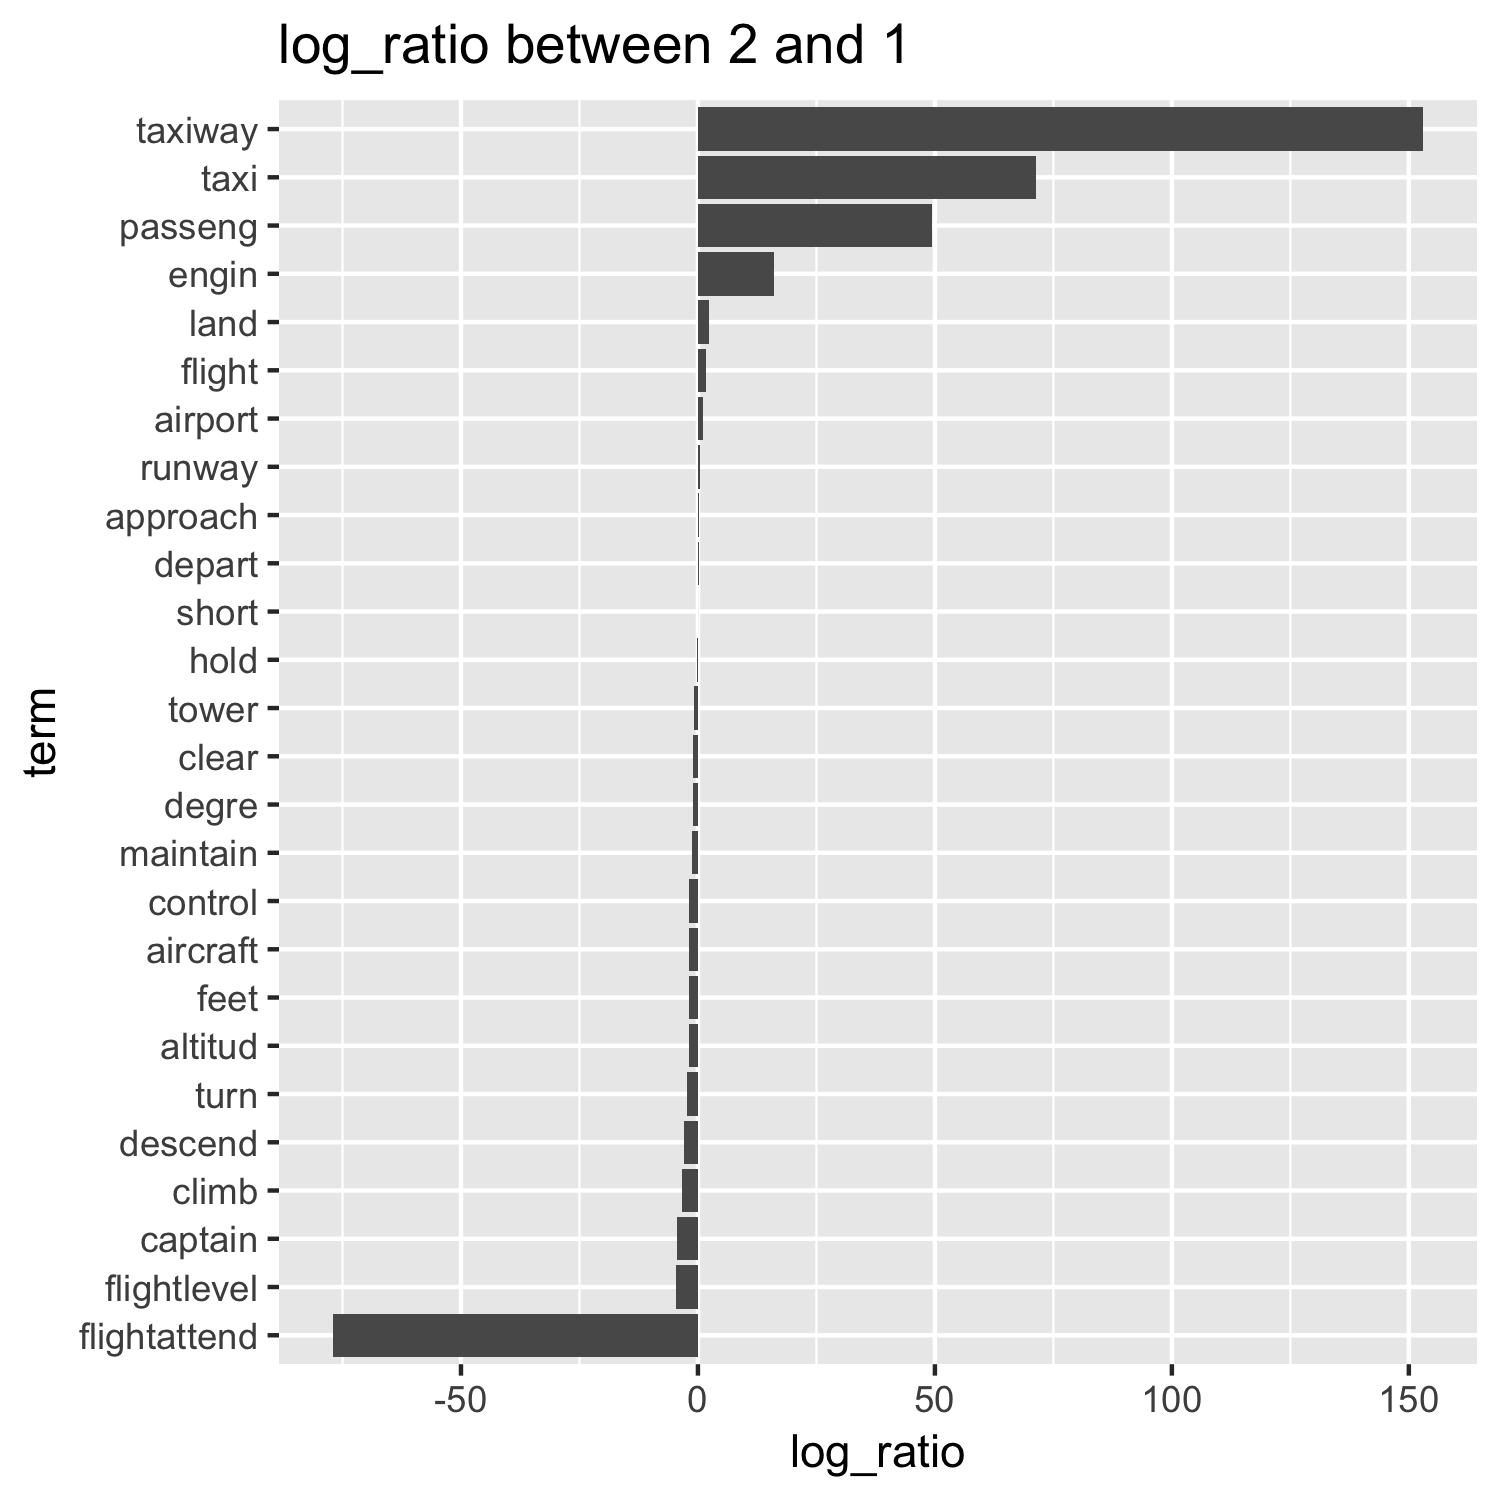 log_ratio between 2 and 1
taxiway
taxi
passeng
engin
land
flight
airport
runway
approach
depart
short
hold
tower
clear
degre
maintain
control
aircraft
feet
altitud
turn
descend
climb
captain
flightlevel
flightattend
term
-50 0 50 100 150
log_ratio